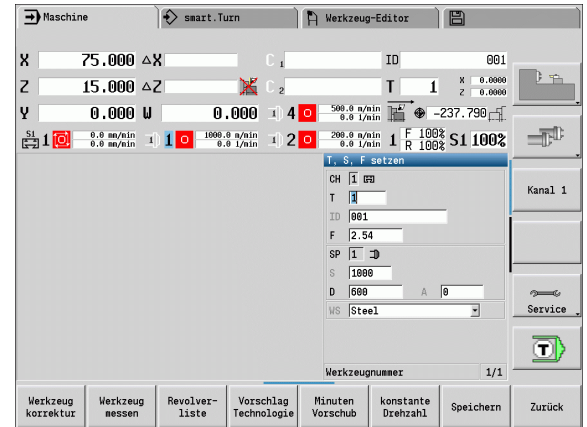 Maschine
smart.Turn
Werkzeug-Editor
X 75.000 ΔX C 1 ID 001
Z 15.000 ΔZ C 2 T 1 X 0.0000 Z 0.0000
Y 0.000 W 0.000 4 500.0 m/min 0.0 1/min -237.790
S1 1 0.0 mm/min 0.0 mm/min 1 1000.0 m/min 0.0 1/min 2 200.0 m/min 0.0 1/min 1 F 100% R 100% S1 100%
T, S, F setzen
CH 1
T 1
ID 001
F 2.54
SP 1
S 1000
D 600 A 0
WS Steel
Werkzeugnummer 1/1
Kanal 1
Service
T
Werkzeug korrektur
Werkzeug messen
Revolver- liste
Vorschlag Technologie
Minuten Vorschub
konstante Drehzahl
Speichern
Zurück